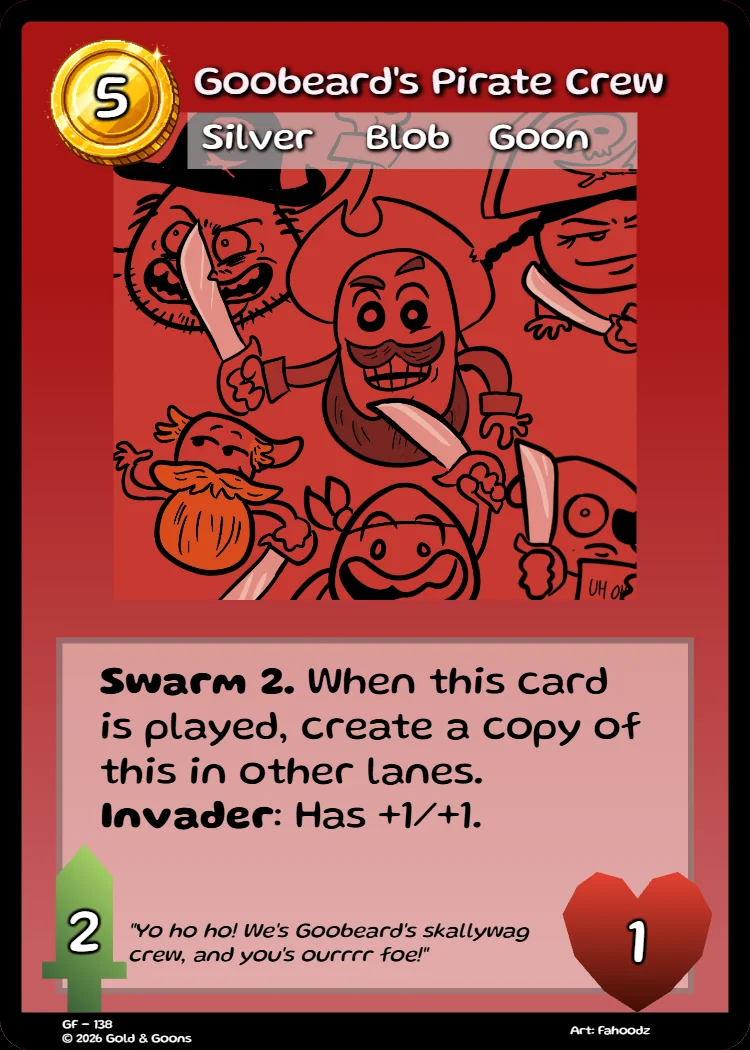 5
Goobeard's Pirate Crew
Silver Blob Goon
UH
Swarm 2. When this card
is played, create a copy of
this in other lanes.
Invader: Has +1/+1.
2
"Yo ho ho! We's Goobeard's skallywag
crew, and you's ourrrr foe!"
1
GF - 138
© 2026 Gold & Goons
Art: Fahoodz